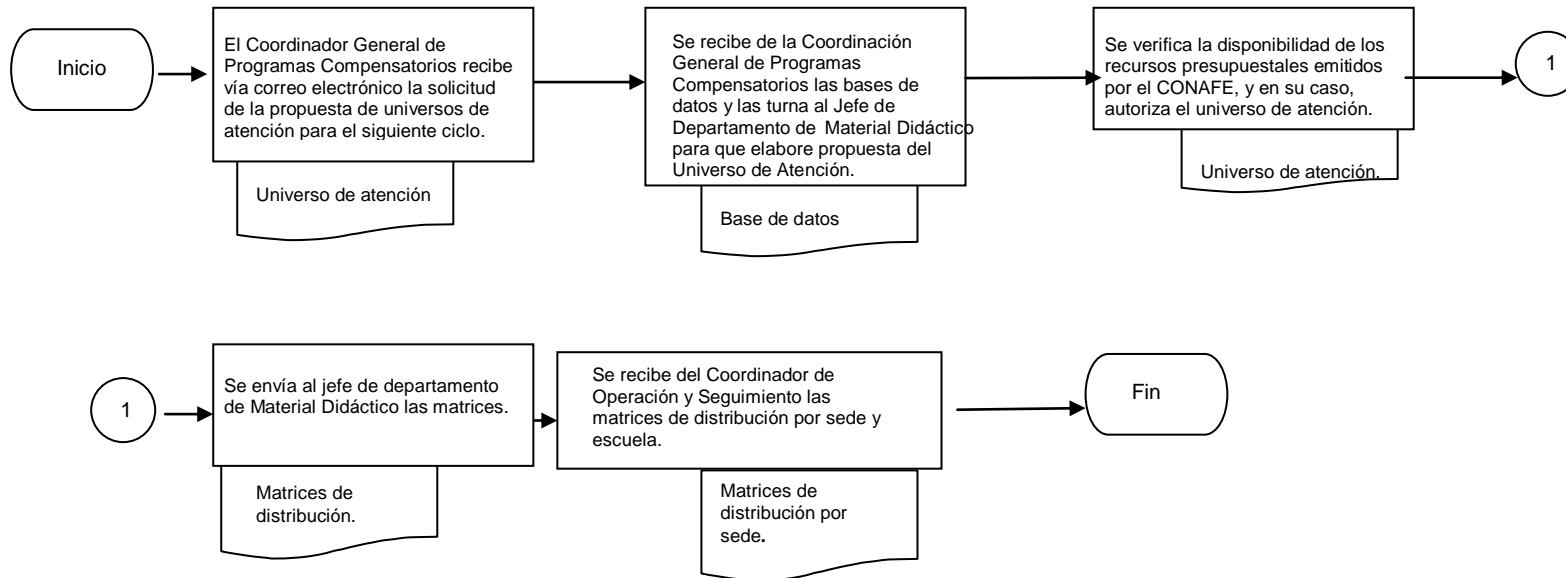 Inicio
El Coordinador General de
Programas Compensatorios recibe
vía correo electrónico la solicitud
de la propuesta de universos de
atención para el siguiente ciclo.
Universo de atención
Se recibe de la Coordinación
General de Programas
Compensatorios las bases de
datos y las turna al Jefe de
Departamento de Material Didáctico
para que elabore propuesta del
Universo de Atención.
Base de datos
Se verifica la disponibilidad de los
recursos presupuestales emitidos
por el CONAFE, y en su caso,
autoriza el universo de atención.
Universo de atención.
1
1
Se envía al jefe de departamento
de Material Didáctico las matrices.
Matrices de
distribución.
Se recibe del Coordinador de
Operación y Seguimiento las
matrices de distribución por sede y
escuela.
Matrices de
distribución por
sede.
Fin